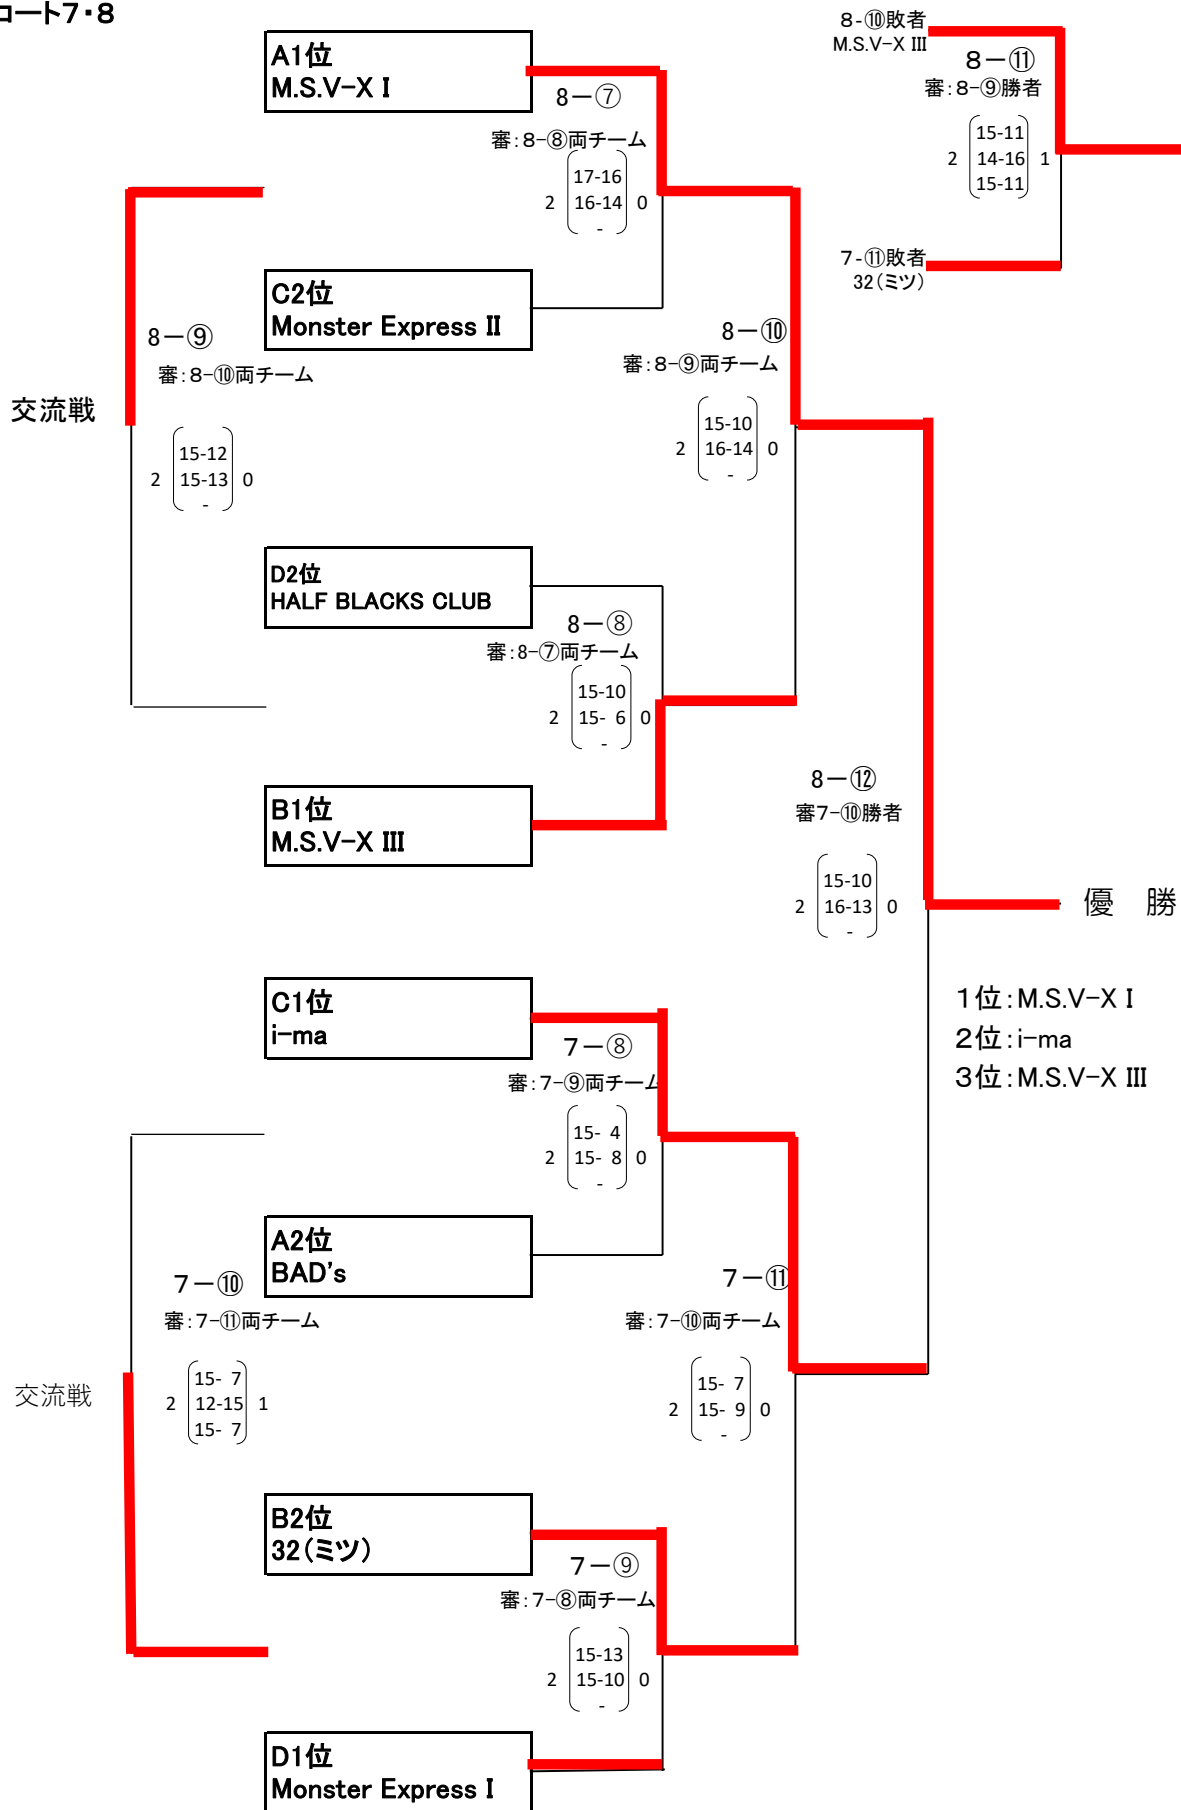 コート7・8
8-⑩敗者
M.S.V-X III
8-⑪
審:8-⑨勝者
15-11
2 14-16 1
15-11
7-⑪敗者
32(ミツ)
A1位
M.S.V-X I
8-⑦
審:8-⑧両チーム
17-16
2 16-14 0
-
C2位
Monster Express II
8-⑨
審:8-⑩両チーム
交流戦
15-12
2 15-13 0
-
8-⑩
審:8-⑨両チーム
15-10
2 16-14 0
-
D2位
HALF BLACKS CLUB
8-⑧
審:8-⑦両チーム
15-10
2 15- 6 0
-
B1位
M.S.V-X III
8-⑫
審7-⑩勝者
15-10
2 16-13 0
-
優 勝
1位:M.S.V-X I
2位:i-ma
3位:M.S.V-X III
C1位
i-ma
7-⑧
審:7-⑨両チーム
15- 4
2 15- 8 0
-
A2位
BAD's
7-⑩
審:7-⑪両チーム
交流戦
15- 7
2 12-15 1
15- 7
7-⑪
審:7-⑩両チーム
15- 7
2 15- 9 0
-
B2位
32(ミツ)
7-⑨
審:7-⑧両チーム
15-13
2 15-10 0
-
D1位
Monster Express I